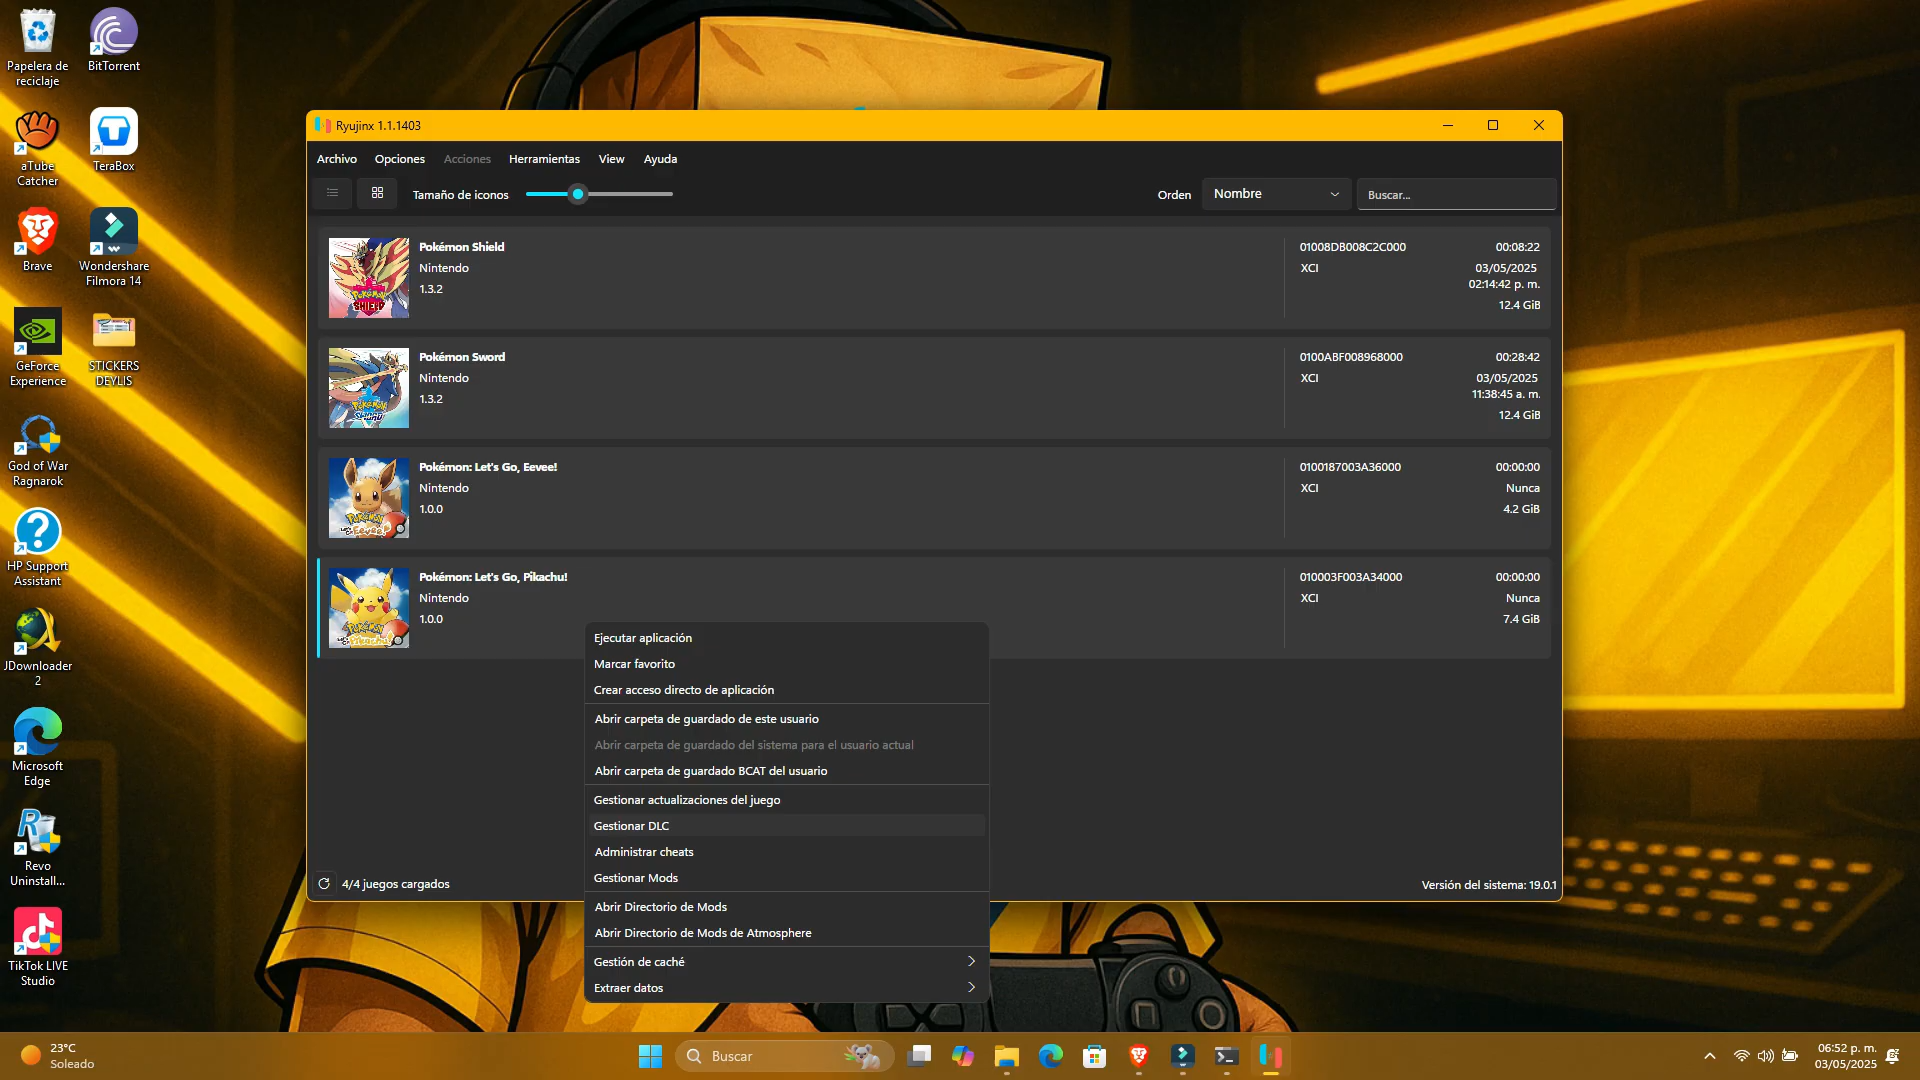 Papelera de
reciclaje
BitTorrent
aTube
Catcher
TeraBox
Brave
Wondershare
Filmora 14
GeForce
Experience
STICKERS
DEYLIS
God of War
Ragnarok
HP Support
Assistant
JDownloader
2
Microsoft
Edge
Revo
Uninstall...
TikTok LIVE
Studio
Ryujinx 1.1.1403
Archivo Opciones Acciones Herramientas View Ayuda
Tamaño de iconos
Orden Nombre Buscar...
Pokémon Shield
Nintendo
1.3.2
01008DB008C2C000 00:08:22
XCI 03/05/2025
02:14:42 p. m.
12.4 GiB
Pokémon Sword
Nintendo
1.3.2
0100ABF008968000 00:28:42
XCI 03/05/2025
11:38:45 a. m.
12.4 GiB
Pokémon: Let's Go, Eevee!
Nintendo
1.0.0
0100187003A36000 00:00:00
XCI Nunca
4.2 GiB
Pokémon: Let's Go, Pikachu!
Nintendo
1.0.0
010003F003A34000 00:00:00
XCI Nunca
7.4 GiB
Ejecutar aplicación
Marcar favorito
Crear acceso directo de aplicación
Abrir carpeta de guardado de este usuario
Abrir carpeta de guardado del sistema para el usuario actual
Abrir carpeta de guardado BCAT del usuario
Gestionar actualizaciones del juego
Gestionar DLC
Administrar cheats
Gestionar Mods
Abrir Directorio de Mods
Abrir Directorio de Mods de Atmosphere
Gestión de caché
Extraer datos
4/4 juegos cargados
Versión del sistema: 19.0.1
23°C
Soleado
Buscar
06:52 p. m.
03/05/2025